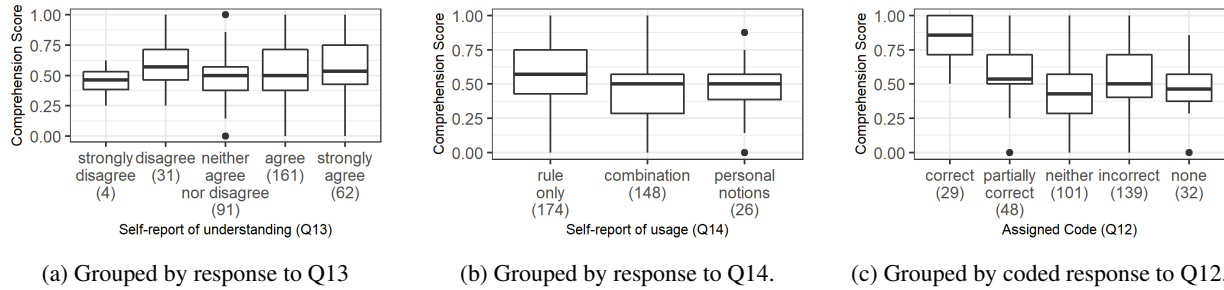 Comprehension Score
1.00
0.75
0.50
0.25
0.00
strongly disagree neither agree strongly
disagree (31) agree (161) agree
(4) nor disagree (62)
(91)
Self-report of understanding (Q13)
(a) Grouped by response to Q13
Comprehension Score
1.00
0.75
0.50
0.25
0.00
rule combination personal
only (148) notions
(174) (26)
Self-report of usage (Q14)
(b) Grouped by response to Q14.
Comprehension Score
1.00
0.75
0.50
0.25
0.00
correct partially neither incorrect none
(29) correct (101) (139) (32)
(48)
Assigned Code (Q12)
(c) Grouped by coded response to Q12.